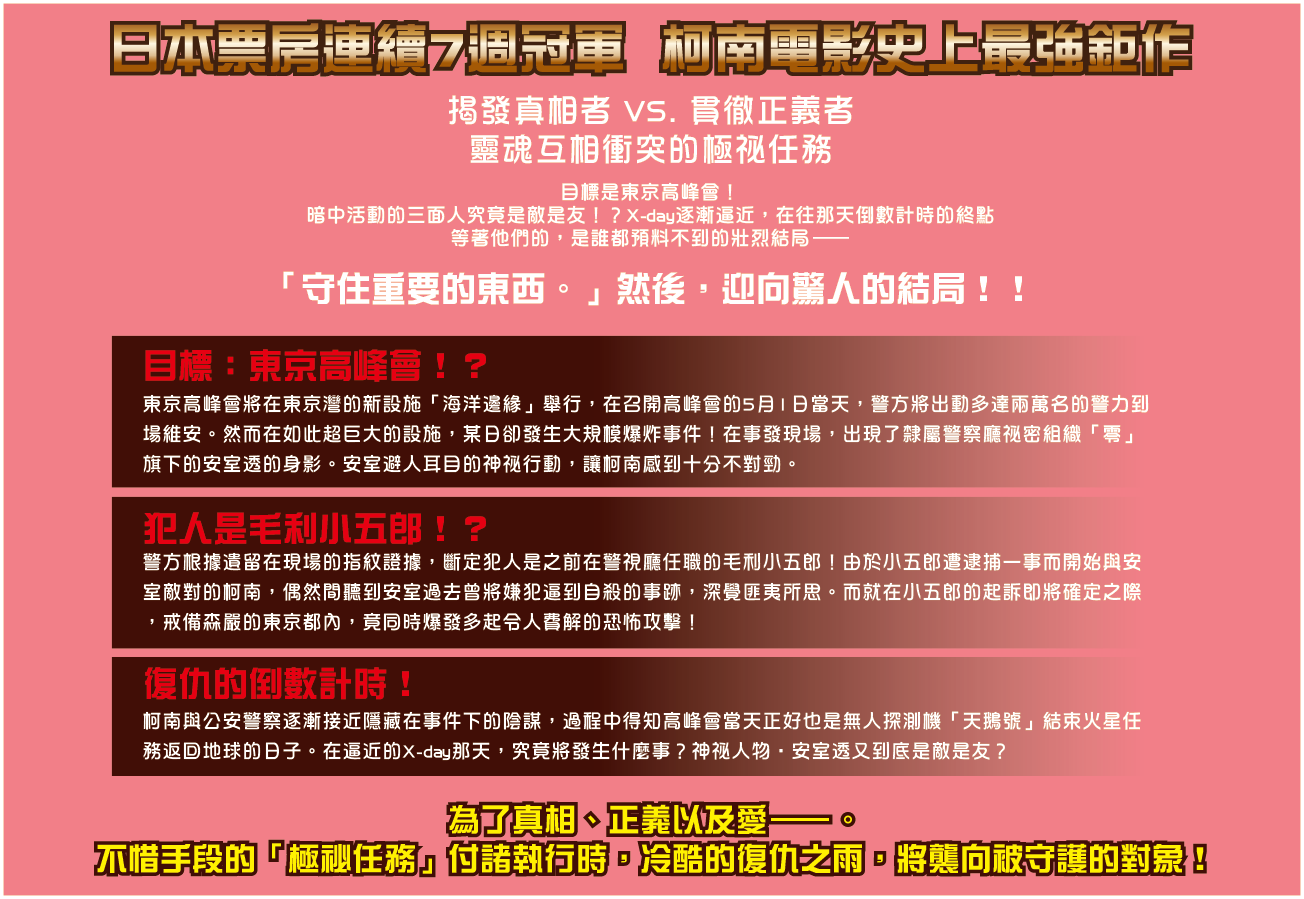 日本票房連續7週冠軍 柯南電影史上最強鉅作
揭發真相者 VS. 貫徹正義者
靈魂互相衝突的極祕任務
目標是東京高峰會！
暗中活動的三面人究竟是敵是友！？X-day逐漸逼近，在往那天倒數計時的終點
等著他們的，是誰都預料不到的壯烈結局——
「守住重要的東西。」然後，迎向驚人的結局！！
目標：東京高峰會！？
東京高峰會將在東京灣的新設施「海洋邊緣」舉行，在召開高峰會的5月1日當天，警方將出動多達兩萬名的警力到
場維安。然而在如此超巨大的設施，某日卻發生大規模爆炸事件！在事發現場，出現了隸屬警察廳祕密組織「零」
旗下的安室透的身影。安室避人耳目的神祕行動，讓柯南感到十分不對勁。
犯人是毛利小五郎！？
警方根據遺留在現場的指紋證據，斷定犯人是之前在警視廳任職的毛利小五郎！由於小五郎遭逮捕一事而開始與安
室敵對的柯南，偶然間聽到安室過去曾將嫌犯逼到自殺的事跡，深覺匪夷所思。而就在小五郎的起訴即將確定之際
，戒備森嚴的東京都內，竟同時爆發多起令人費解的恐怖攻擊！
復仇的倒數計時！
柯南與公安警察逐漸接近隱藏在事件下的陰謀，過程中得知高峰會當天正好也是無人探測機「天鵝號」結束火星任
務返回地球的日子。在逼近的X-day那天，究竟將發生什麼事？神祕人物・安室透又到底是敵是友？
為了真相、正義以及愛——。
不惜手段的「極祕任務」付諸執行時，冷酷的復仇之雨，將襲向被守護的對象！